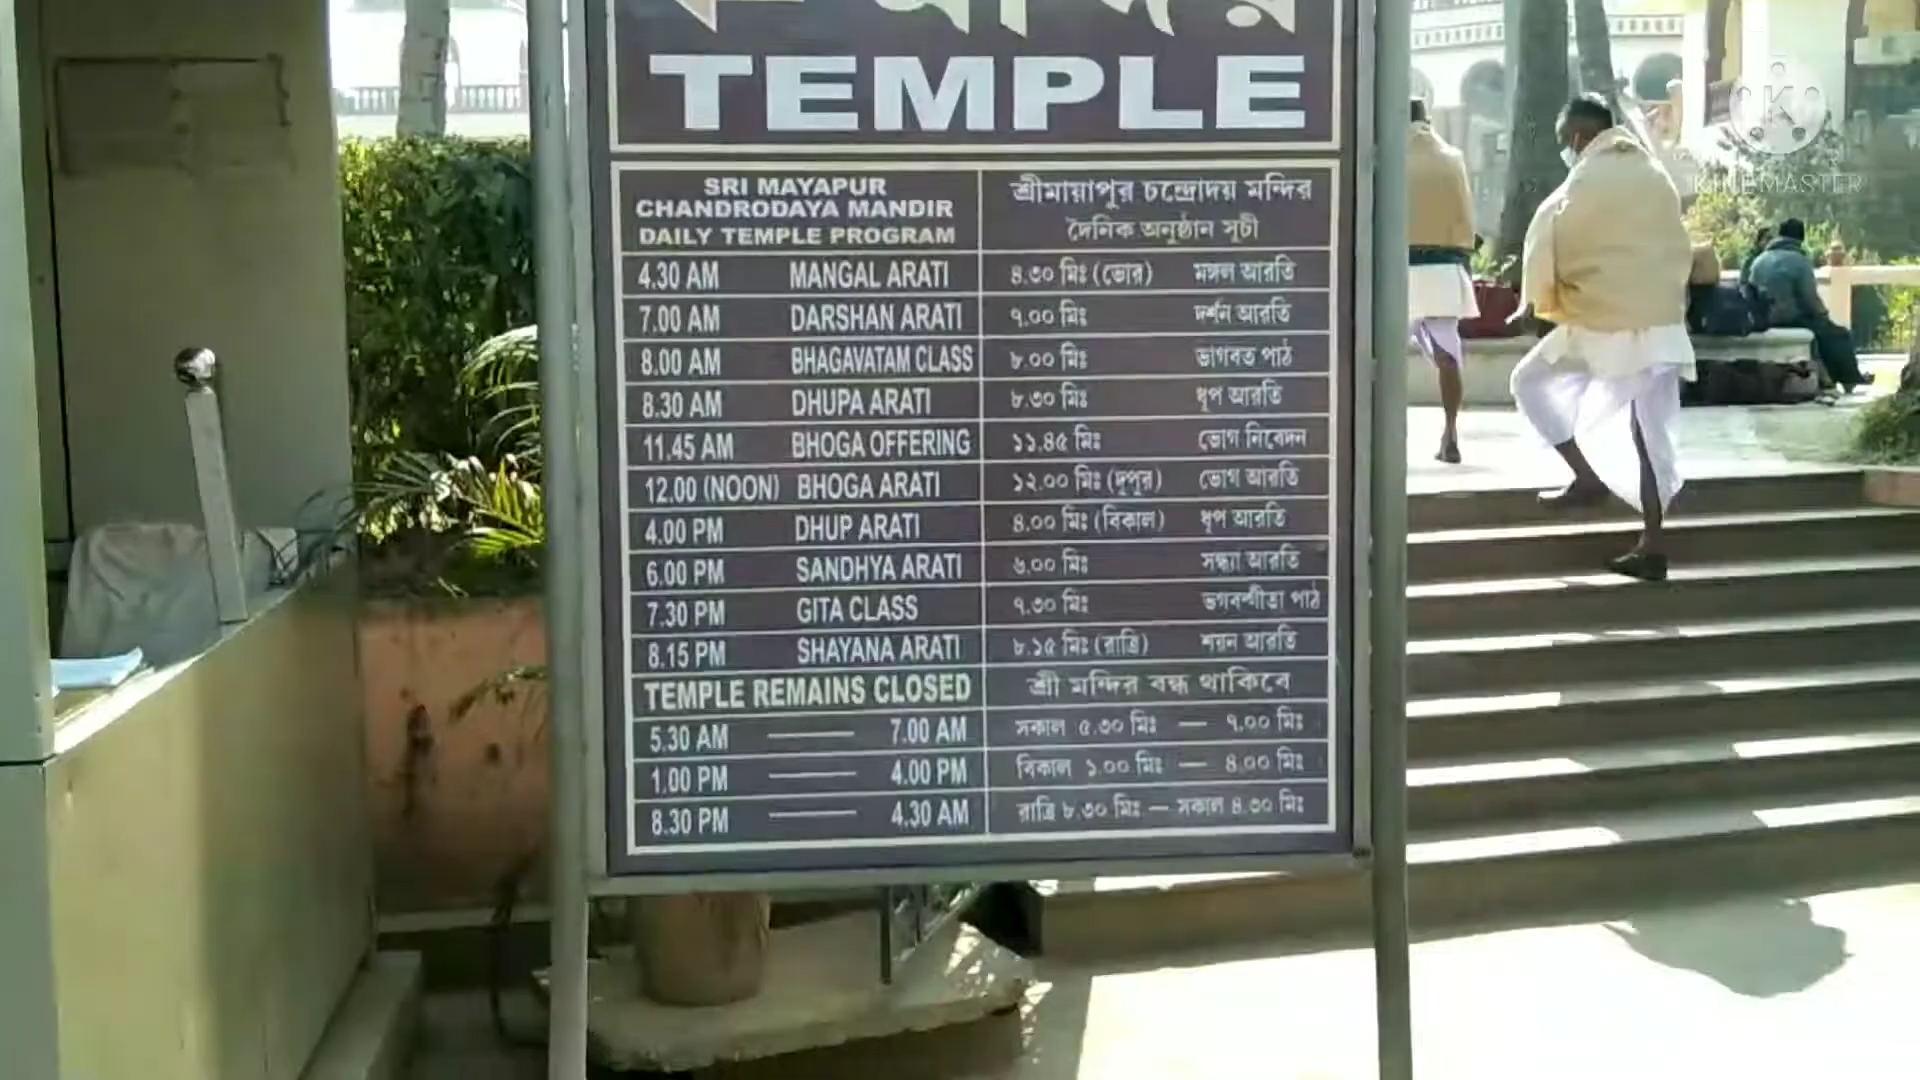 মন্দির
TEMPLE
SRI MAYAPUR
CHANDRODAYA MANDIR
DAILY TEMPLE PROGRAM
শ্রীমায়াপুর চন্দ্রোদয় মন্দির
দৈনিক অনুষ্ঠান সূচী
4.30 AM MANGAL ARATI ৪.৩০ মিঃ (ভোর) মঙ্গল আরতি
7.00 AM DARSHAN ARATI ৭.০০ মিঃ দর্শন আরতি
8.00 AM BHAGAVATAM CLASS ৮.০০ মিঃ ভাগবত পাঠ
8.30 AM DHUPA ARATI ৮.৩০ মিঃ ধূপ আরতি
11.45 AM BHOGA OFFERING ১১.৪৫ মিঃ ভোগ নিবেদন
12.00 (NOON) BHOGA ARATI ১২.০০ মিঃ (দুপুর) ভোগ আরতি
4.00 PM DHUP ARATI ৪.০০ মিঃ (বিকাল) ধূপ আরতি
6.00 PM SANDHYA ARATI ৬.০০ মিঃ সন্ধ্যা আরতি
7.30 PM GITA CLASS ৭.৩০ মিঃ ভগবদ্গীতা পাঠ
8.15 PM SHAYANA ARATI ৮.১৫ মিঃ (রাত্রি) শয়ন আরতি
TEMPLE REMAINS CLOSED শ্রী মন্দির বন্ধ থাকিবে
5.30 AM — 7.00 AM সকাল ৫.৩০ মিঃ — ৭.০০ মিঃ
1.00 PM — 4.00 PM বিকাল ১.০০ মিঃ — ৪.০০ মিঃ
8.30 PM — 4.30 AM রাত্রি ৮.৩০ মিঃ — সকাল ৪.৩০ মিঃ
K
KINEMASTER